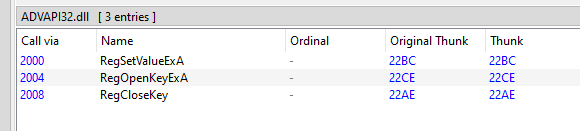 ADVAPI32.dll [ 3 entries ]
Call via Name Ordinal Original Thunk Thunk
2000 RegSetValueExA - 22BC 22BC
2004 RegOpenKeyExA - 22CE 22CE
2008 RegCloseKey - 22AE 22AE